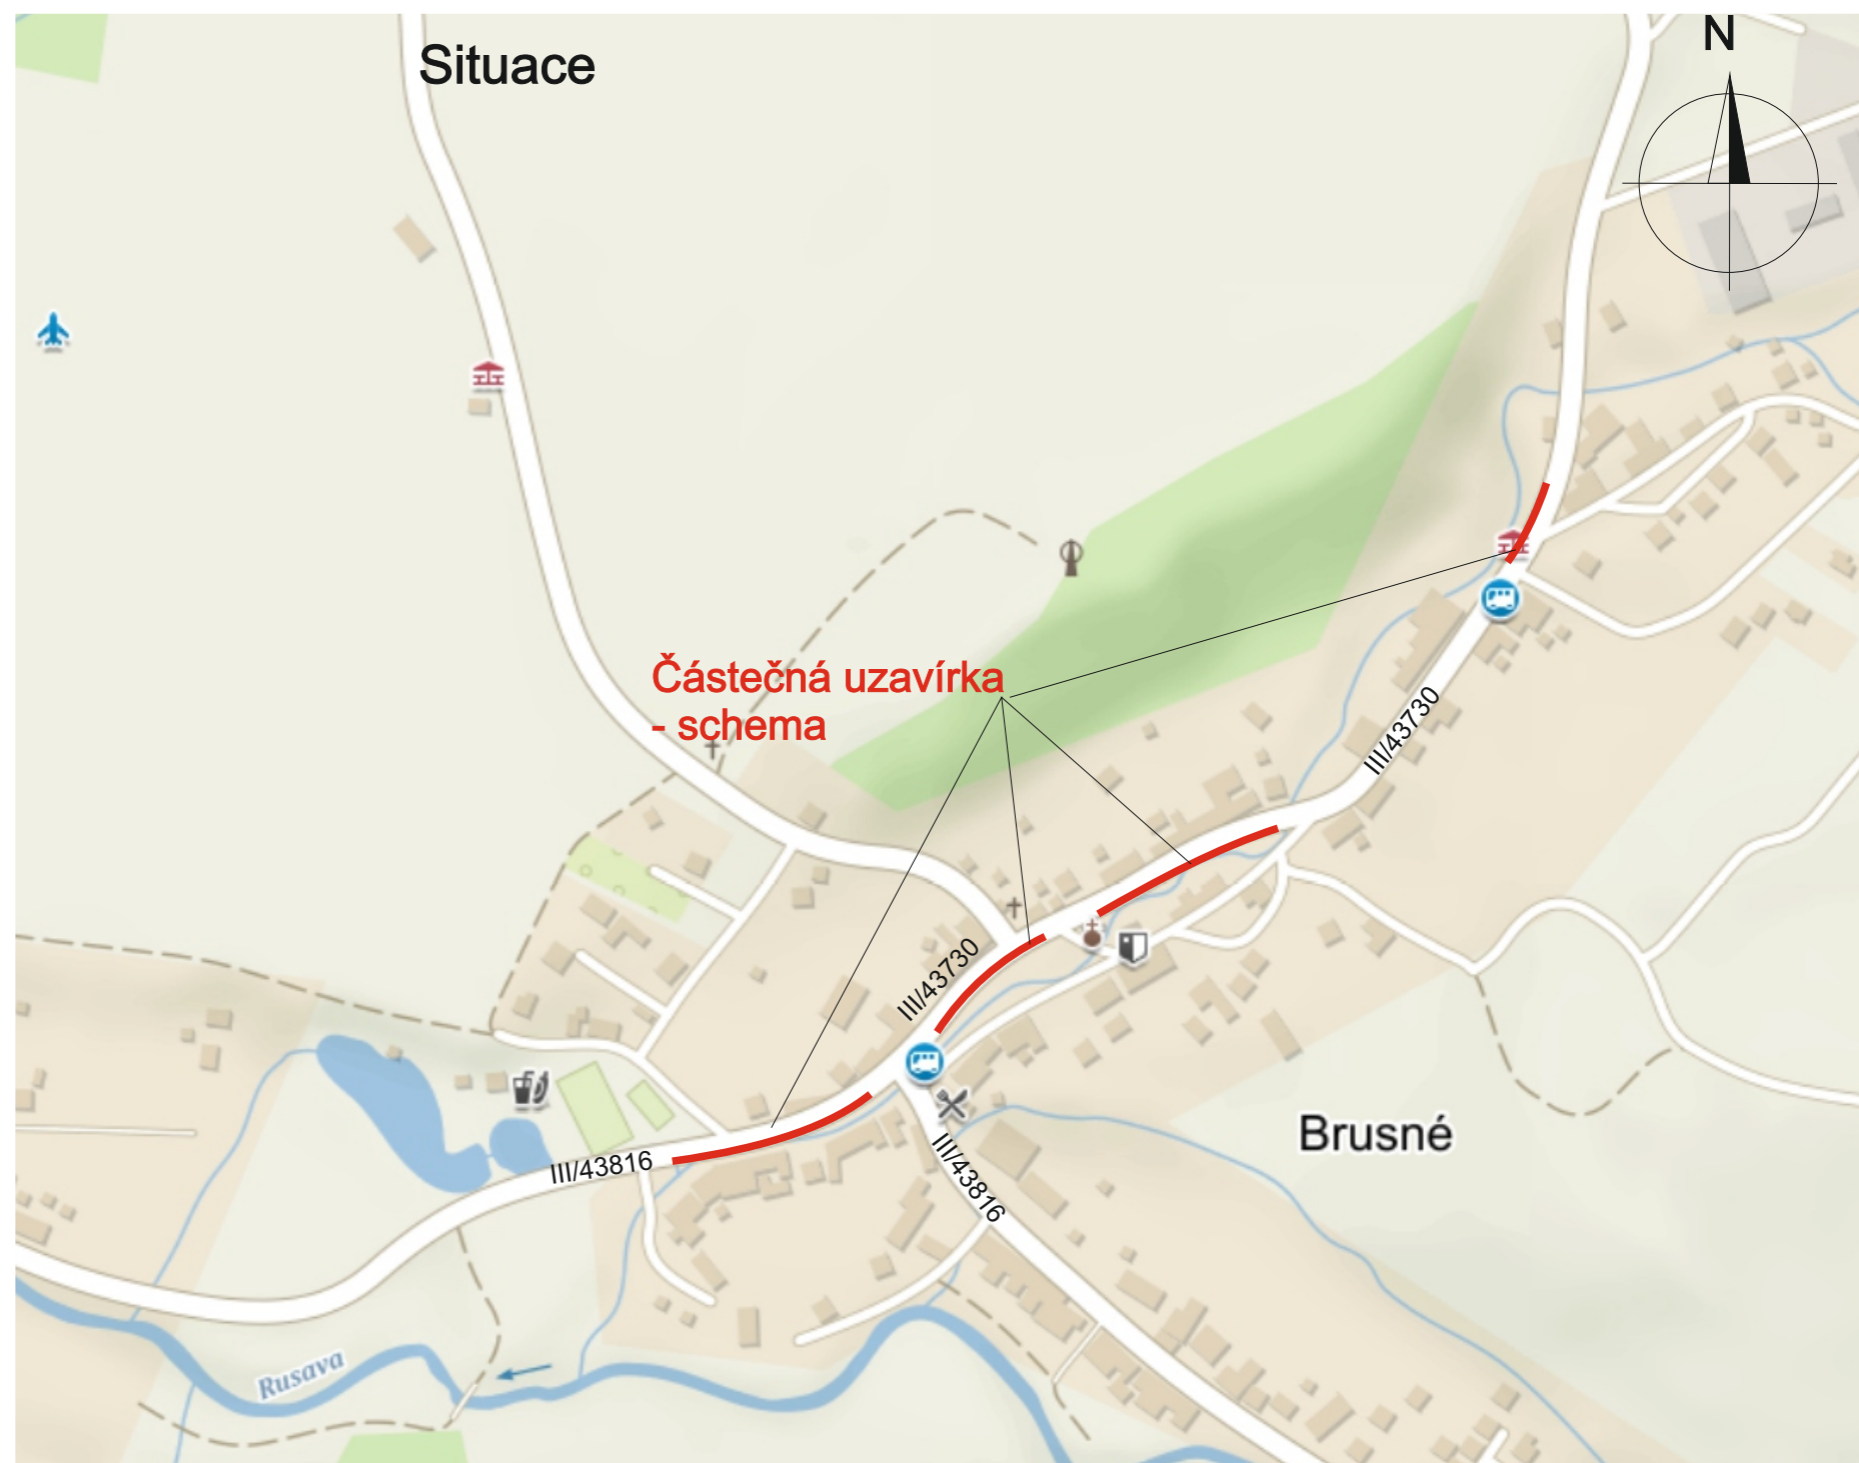 Situace
N
Částečná uzavírka
- schema
III/43730
III/43730
III/43816
III/43816
Brusné
Rusava